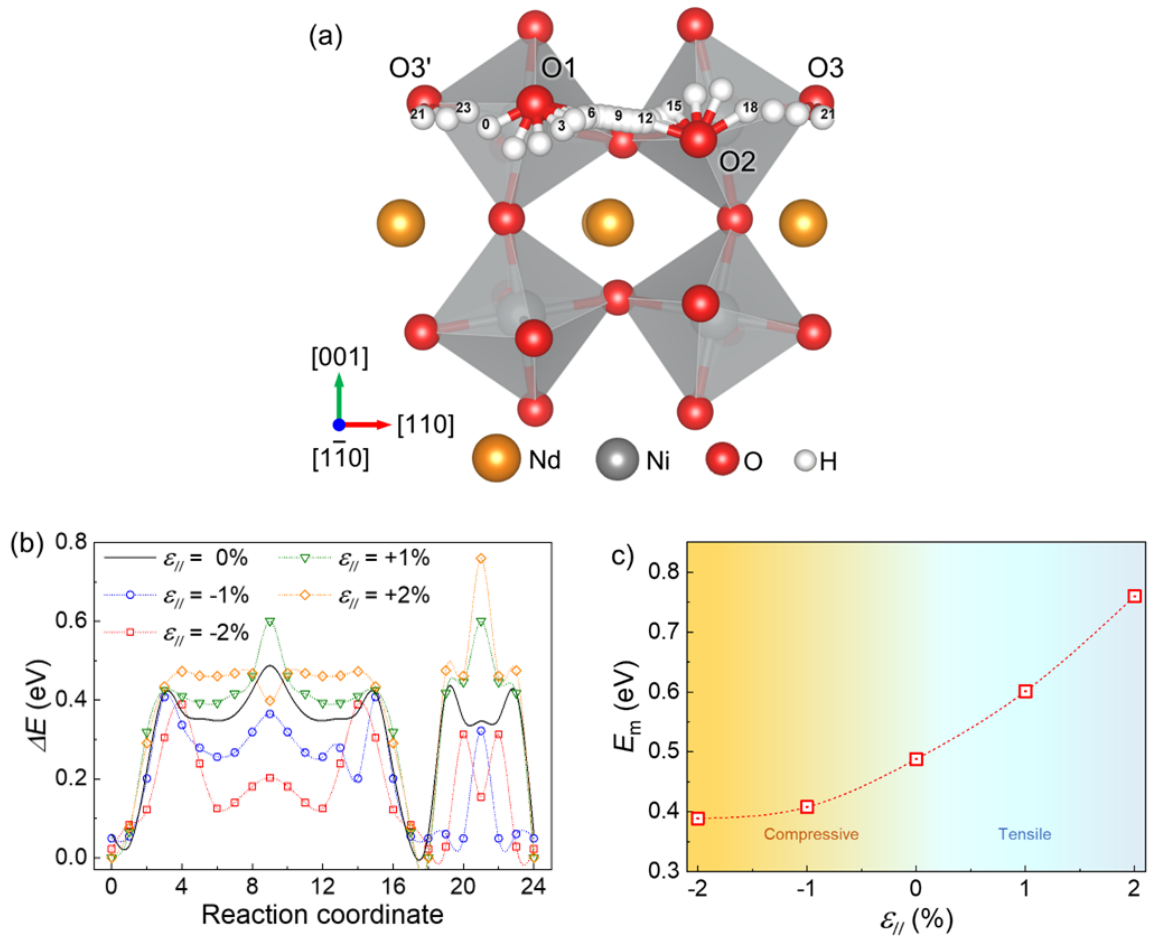 (a)
O3' O1 O3
21 23 0 3 6 9 12 15 18 21
O2
[001]
[110]
[11̄0]
Nd Ni O H
(b)
ΔE (eV)
0.8
0.6
0.4
0.2
0.0
ε// = 0%
ε// = -1%
ε// = -2%
ε// = +1%
ε// = +2%
0 4 8 12 16 20 24
Reaction coordinate
c)
Em (eV)
0.8
0.7
0.6
0.5
0.4
0.3
Compressive Tensile
-2 -1 0 1 2
ε// (%)